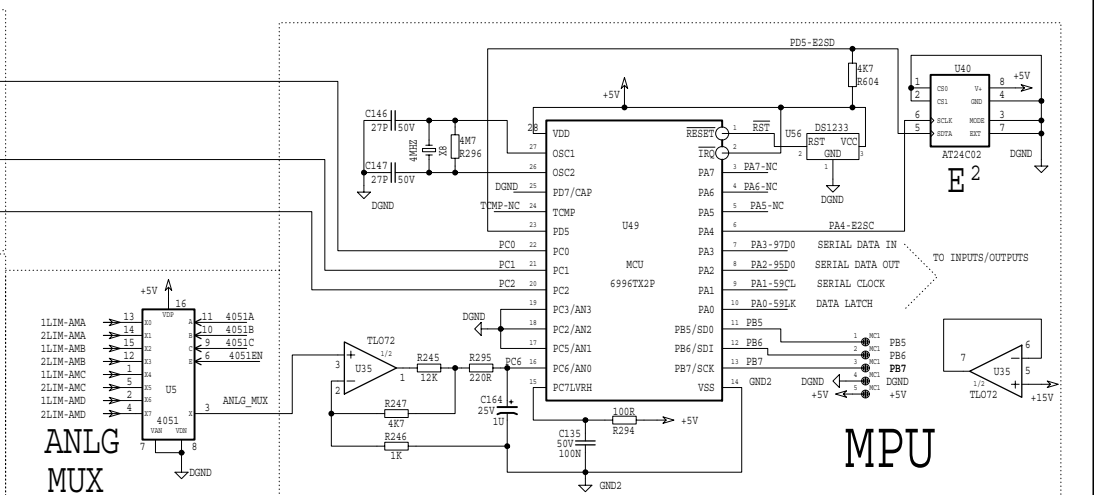 PD5-E2SD
4K7
R604
U40
+5V
1 CS0 V+ 8
2 CS1 GND 4
6 SCLK MODE 3
5 SDTA EXT 7
AT24C02
DGND
E2
+5V
C146
27P 50V
4MHZ
X8
4M7
R296
C147
27P 50V
DGND
28 VDD
27 OSC1
26 OSC2
DGND 25 PD7/CAP
TCMP-NC 24 TCMP
23 PD5
PC0 22 PC0
PC1 21 PC1
PC2 20 PC2
19 PC3/AN3
DGND 18 PC2/AN2
17 PC5/AN1
PC6 16 PC6/AN0
15 PC7LVRH
U49
MCU
6996TX2P
RESET 1 RST
IRQ 2
PA7 3 PA7-NC
PA6 4 PA6-NC
PA5 5 PA5-NC
PA4 6 PA4-E2SC
PA3 7 PA3-97D0 SERIAL DATA IN
PA2 8 PA2-95D0 SERIAL DATA OUT
PA1 9 PA1-59CL SERIAL CLOCK
PA0 10 PA0-59LK DATA LATCH
PB5/SD0 11 PB5
PB6/SDI 12 PB6
PB7/SCK 13 PB7
VSS 14 GND2
TO INPUTS/OUTPUTS
U56 DS1233
RST VCC
2 GND 3
1
DGND
1 MC1 PB5
2 MC1 PB6
3 MC1 PB7
DGND 4 MC1 DGND
+5V 5 MC1 +5V
7 6
U35 5
1/2
TL072 +15V
+5V
16
VDP
1LIM-AMA 13 X0 A 11 4051A
2LIM-AMA 14 X1 B 10 4051B
1LIM-AMB 15 X2 C 9 4051C
2LIM-AMB 12 X3 E 6 4051EN
1LIM-AMC 1 X4
2LIM-AMC 5 X5 U5
1LIM-AMD 2 X6
2LIM-AMD 4 X7 X 3 ANLG_MUX
4051
VAN VDN
7 8
DGND
ANLG
MUX
TL072
1/2
3 U35 1
2
R245
12K
R295
220R
R247
4K7
R246
1K
C164
25V
1U
100R
R294
+5V
C135
50V
100N
GND2
MPU